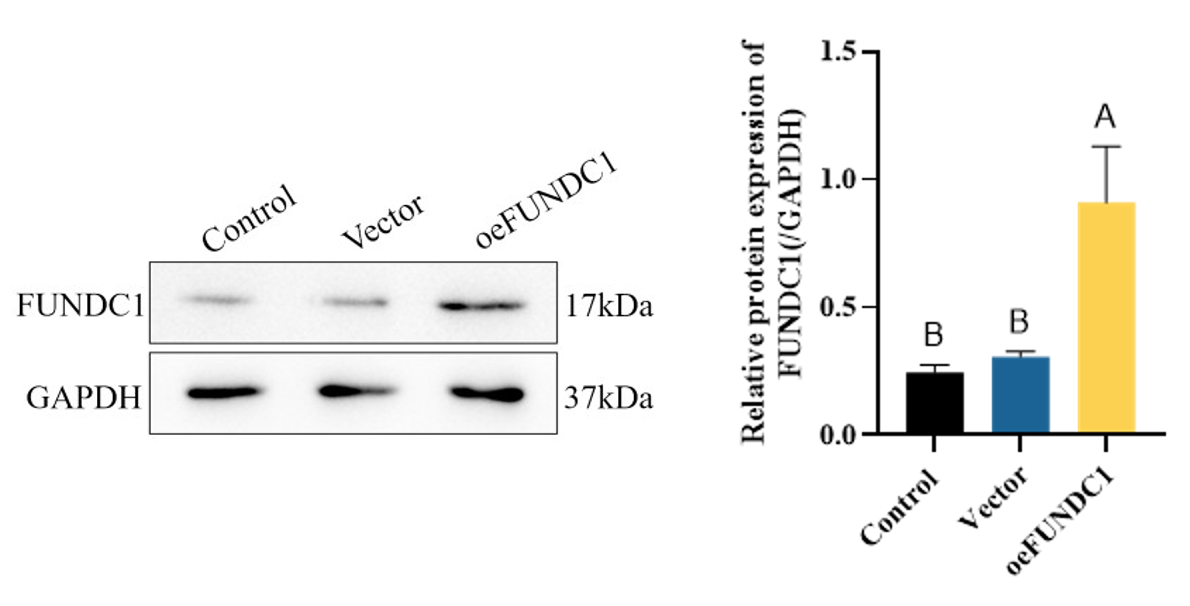 Control
Vector
oeFUNDC1
FUNDC1
17kDa
GAPDH
37kDa
Relative protein expression of
FUNDC1(/GAPDH)
1.5
1.0
0.5
0.0
B
B
A
Control
Vector
oeFUNDC1